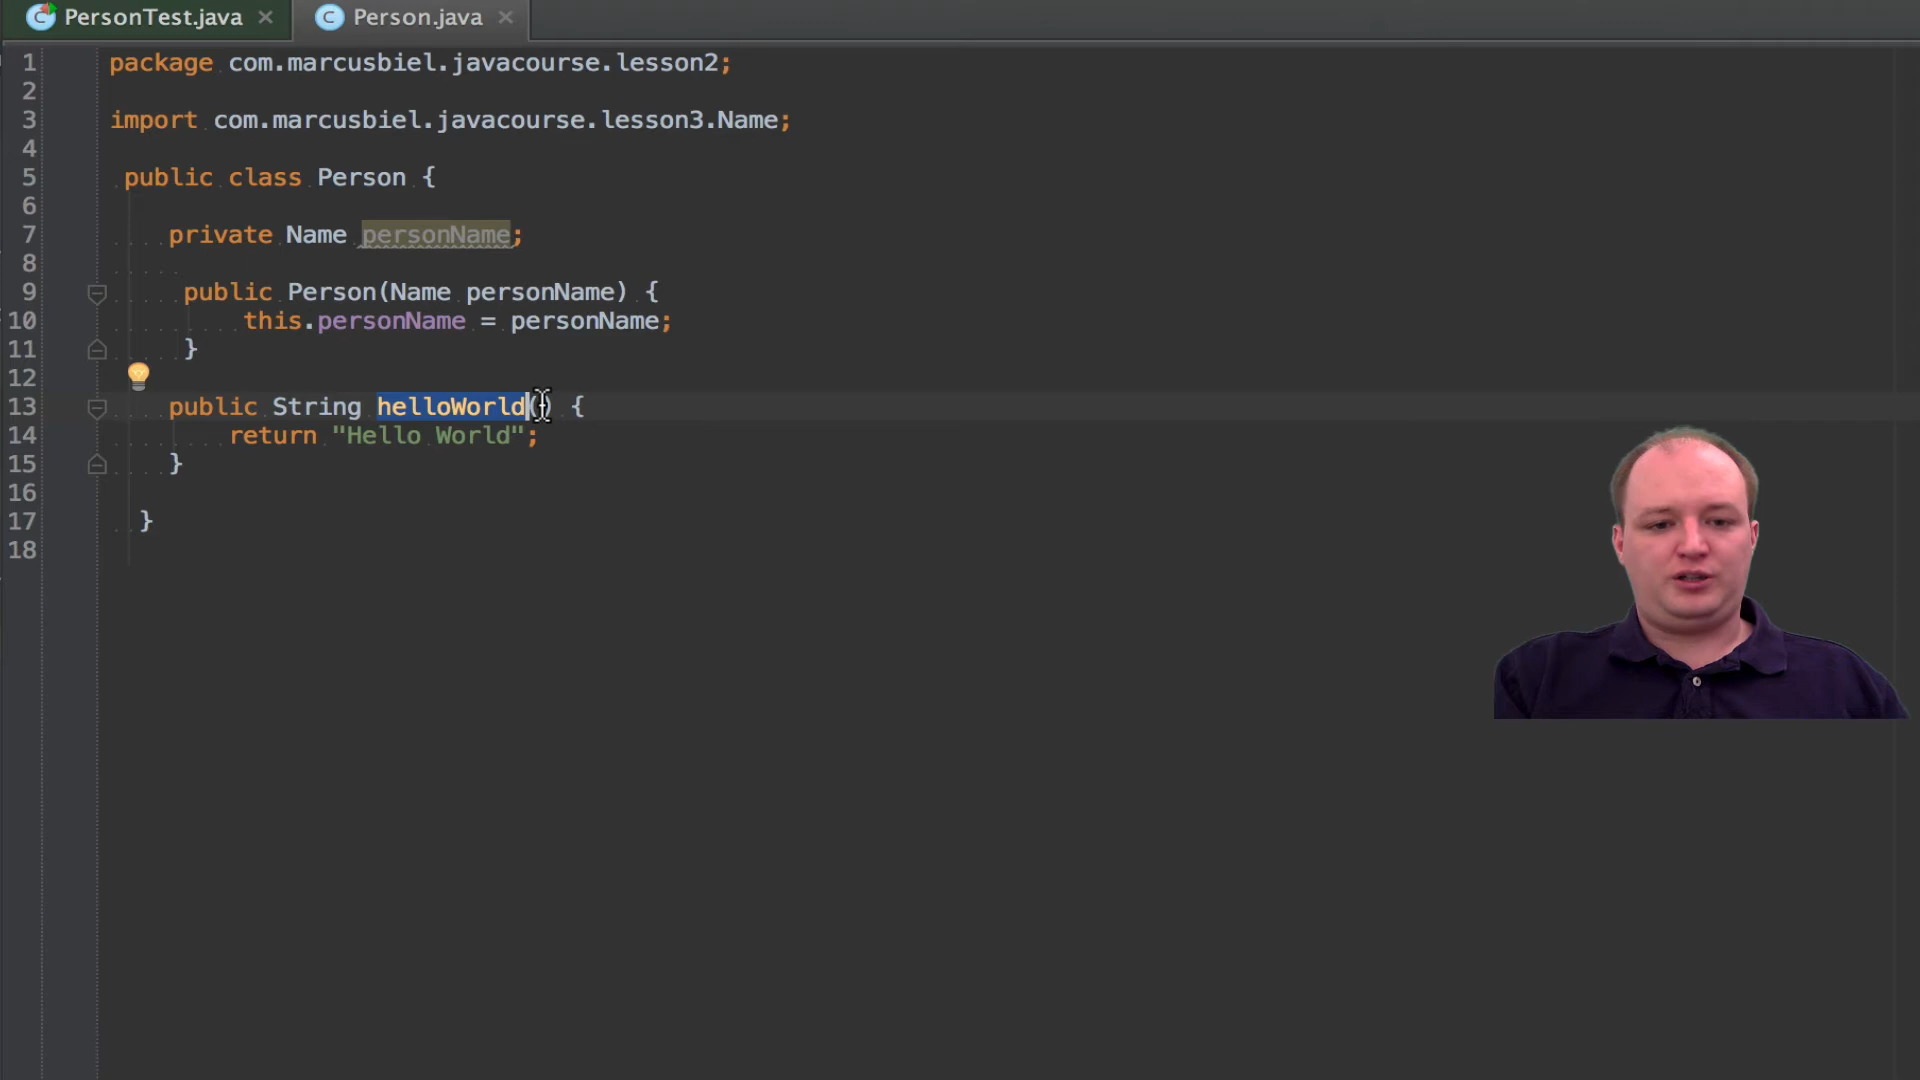 PersonTest.java Person.java
1 package com.marcusbiel.javacourse.lesson2;
2
3 import com.marcusbiel.javacourse.lesson3.Name;
4
5 public class Person {
6
7 private Name personName;
8
9 public Person(Name personName) {
10 this.personName = personName;
11 }
12
13 public String helloWorld() {
14 return "Hello World";
15 }
16
17 }
18